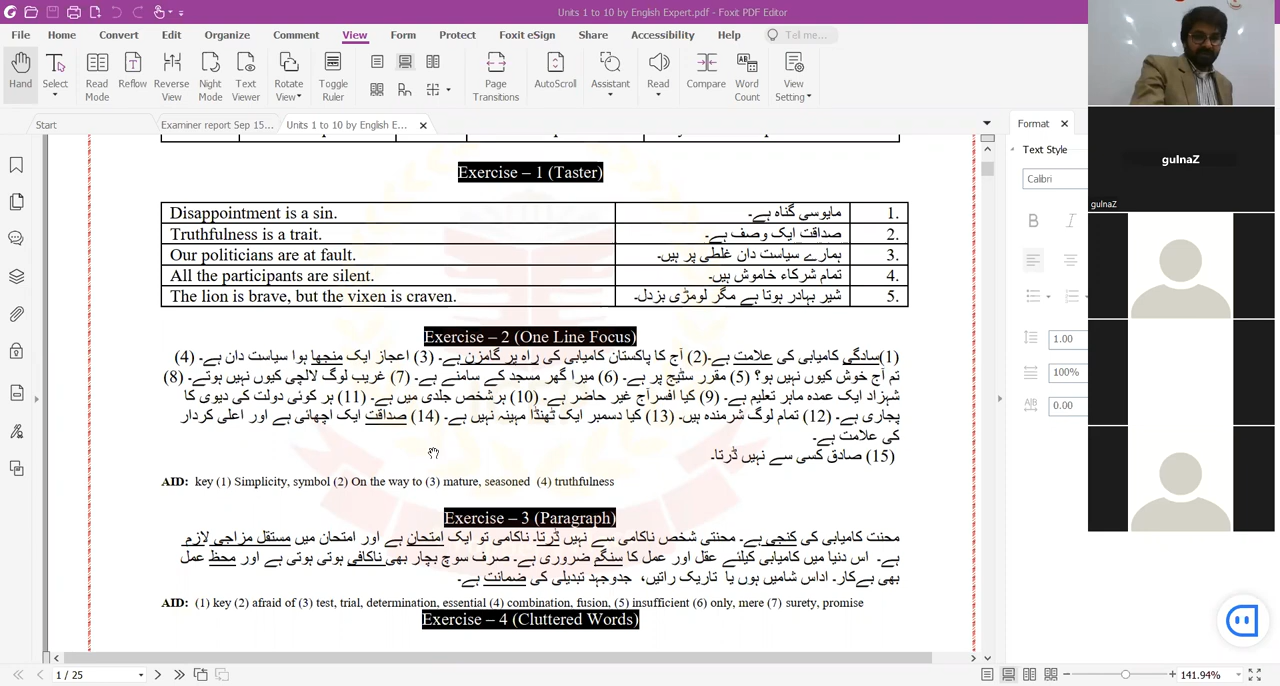 Units 1 to 10 by English Expert.pdf - Foxit PDF Editor
File Home Convert Edit Organize Comment View Form Protect Foxit eSign Share Accessibility Help Tell me...
Hand Select Read Mode Reflow Reverse View Night Mode Text Viewer Rotate View Toggle Ruler Page Transitions AutoScroll Assistant Read Compare Word Count View Setting
Start Examiner report Sep 15... Units 1 to 10 by English E... Format
Text Style
Calibri
B I
1.00
100%
0.00
gulnaZ
gulnaZ
Exercise – 1 (Taster)
Disappointment is a sin. مایوسی گناہ ہے۔ 1.
Truthfulness is a trait. صداقت ایک وصف ہے۔ 2.
Our politicians are at fault. ہمارے سیاست دان غلطی پر ہیں۔ 3.
All the participants are silent. تمام شرکاء خاموش ہیں۔ 4.
The lion is brave, but the vixen is craven. شیر بہادر ہوتا ہے مگر لومڑی بزدل۔ 5.
Exercise – 2 (One Line Focus)
(1)سادگی کامیابی کی علامت ہے۔(2) آج کا پاکستان کامیابی کی راہ پر گامزن ہے۔ (3) اعجاز ایک منجھا ہوا سیاست دان ہے۔ (4)
تم آج خوش کیوں نہیں ہو؟ (5) مقرر سٹیج پر ہے۔ (6) میرا گھر مسجد کے سامنے ہے۔ (7) غریب لوگ لالچی کیوں نہیں ہوتے۔ (8)
شہزاد ایک عمدہ ماہر تعلیم ہے۔ (9) کیا افسرآج غیر حاضر ہے۔ (10) ہرشخص جلدی میں ہے۔ (11) ہر کوئی دولت کی دیوی کا
پجاری ہے۔ (12) تمام لوگ شرمندہ ہیں۔ (13) کیا دسمبر ایک ٹھنڈا مہینہ نہیں ہے۔ (14) صداقت ایک اچھائی ہے اور اعلی کردار
کی علامت ہے۔
(15) صادق کسی سے نہیں ڈرتا۔
AID: key (1) Simplicity, symbol (2) On the way to (3) mature, seasoned (4) truthfulness
Exercise – 3 (Paragraph)
محنت کامیابی کی کنجی ہے۔ محنتی شخص ناکامی سے نہیں ڈرتا۔ ناکامی تو ایک امتحان ہے اور امتحان میں مستقل مزاجی لازم
ہے۔ اس دنیا میں کامیابی کیلئے عقل اور عمل کا سنگم ضروری ہے۔ صرف سوچ بچار بھی ناکافی ہوتی ہوتی ہے اور محظ عمل
بھی بےکار۔ اداس شامیں ہوں یا تاریک راتیں، جدوجہد تبدیلی کی ضمانت ہے۔
AID: (1) key (2) afraid of (3) test, trial, determination, essential (4) combination, fusion, (5) insufficient (6) only, mere (7) surety, promise
Exercise – 4 (Cluttered Words)
1 / 25 141.94%